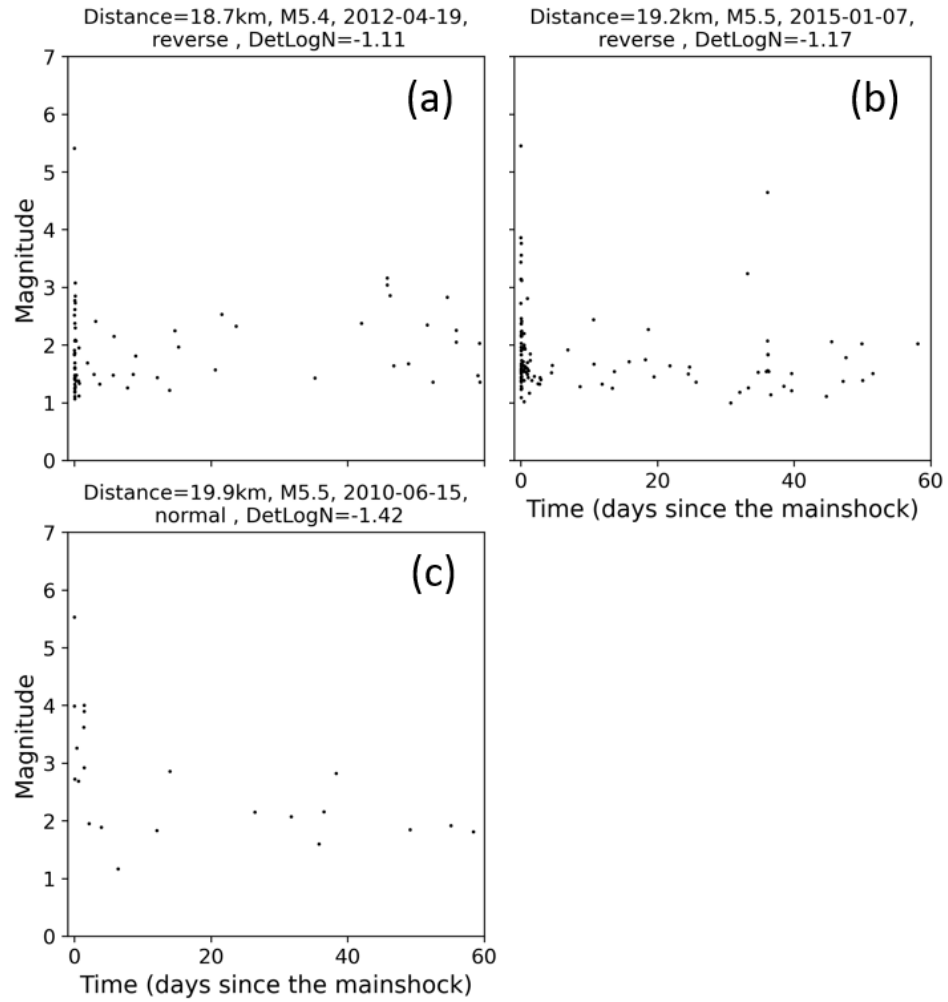 Distance=18.7km, M5.4, 2012-04-19,
reverse , DetLogN=-1.11
(a)
7
6
5
4
3
2
1
0
Magnitude
Distance=19.2km, M5.5, 2015-01-07,
reverse , DetLogN=-1.17
(b)
0
20
40
60
Time (days since the mainshock)
Distance=19.9km, M5.5, 2010-06-15,
normal , DetLogN=-1.42
(c)
7
6
5
4
3
2
1
0
Magnitude
0
20
40
60
Time (days since the mainshock)